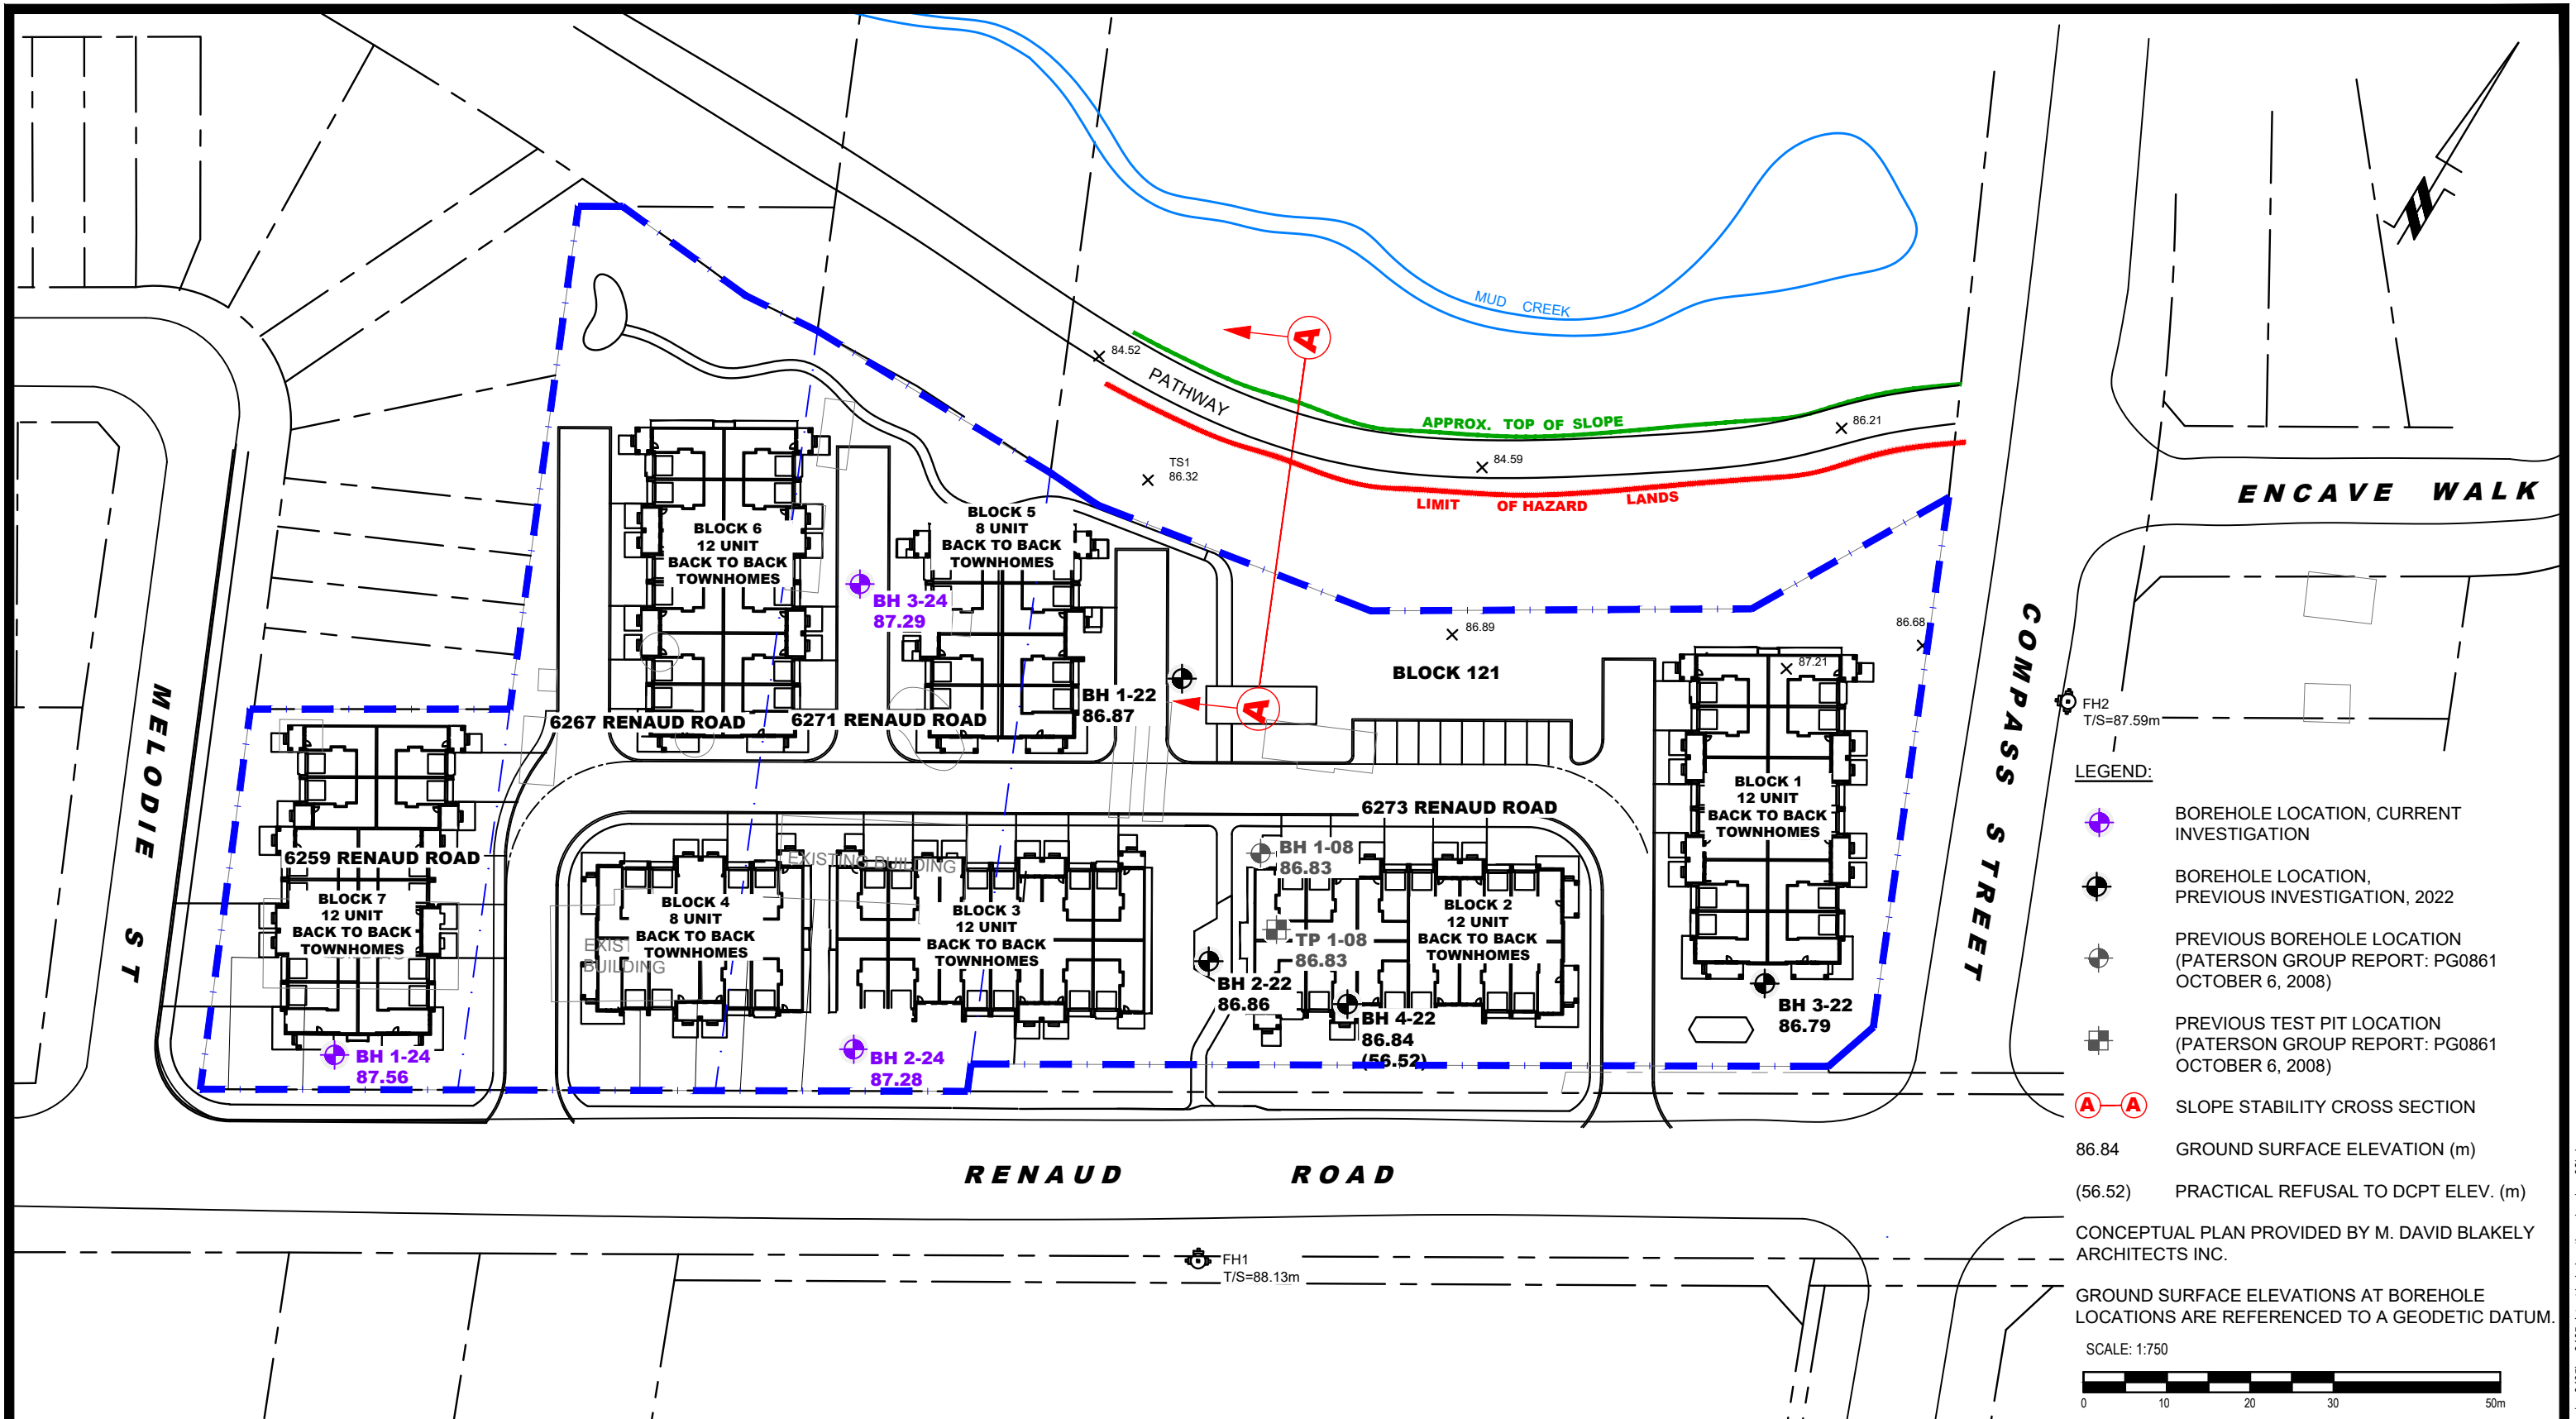 MUD CREEK
84.52
PATHWAY
A
APPROX. TOP OF SLOPE
86.21
TS1
86.32
84.59
LIMIT OF HAZARD LANDS
ENCAVE WALK
BLOCK 6
12 UNIT
BACK TO BACK
TOWNHOMES
BLOCK 5
8 UNIT
BACK TO BACK
TOWNHOMES
BH 3-24
87.29
86.89
86.68
BLOCK 121
87.21
COMPASS STREET
MELODIE ST
BH 1-22
86.87
A
6267 RENAUD ROAD
6271 RENAUD ROAD
FH2
T/S=87.59m
BLOCK 1
12 UNIT
BACK TO BACK
TOWNHOMES
6273 RENAUD ROAD
6259 RENAUD ROAD
EXISTING BUILDING
BH 1-08
86.83
BLOCK 7
12 UNIT
BACK TO BACK
TOWNHOMES
BLOCK 4
8 UNIT
BACK TO BACK
TOWNHOMES
EXIST
BUILDING
BLOCK 3
12 UNIT
BACK TO BACK
TOWNHOMES
TP 1-08
86.83
BLOCK 2
12 UNIT
BACK TO BACK
TOWNHOMES
BH 2-22
86.86
BH 4-22
86.84
(56.52)
BH 3-22
86.79
BH 1-24
87.56
BH 2-24
87.28
RENAUD ROAD
FH1
T/S=88.13m
LEGEND:
BOREHOLE LOCATION, CURRENT
INVESTIGATION
BOREHOLE LOCATION,
PREVIOUS INVESTIGATION, 2022
PREVIOUS BOREHOLE LOCATION
(PATERSON GROUP REPORT: PG0861
OCTOBER 6, 2008)
PREVIOUS TEST PIT LOCATION
(PATERSON GROUP REPORT: PG0861
OCTOBER 6, 2008)
A A SLOPE STABILITY CROSS SECTION
86.84 GROUND SURFACE ELEVATION (m)
(56.52) PRACTICAL REFUSAL TO DCPT ELEV. (m)
CONCEPTUAL PLAN PROVIDED BY M. DAVID BLAKELY
ARCHITECTS INC.
GROUND SURFACE ELEVATIONS AT BOREHOLE
LOCATIONS ARE REFERENCED TO A GEODETIC DATUM.
SCALE: 1:750
0 10 20 30 50m